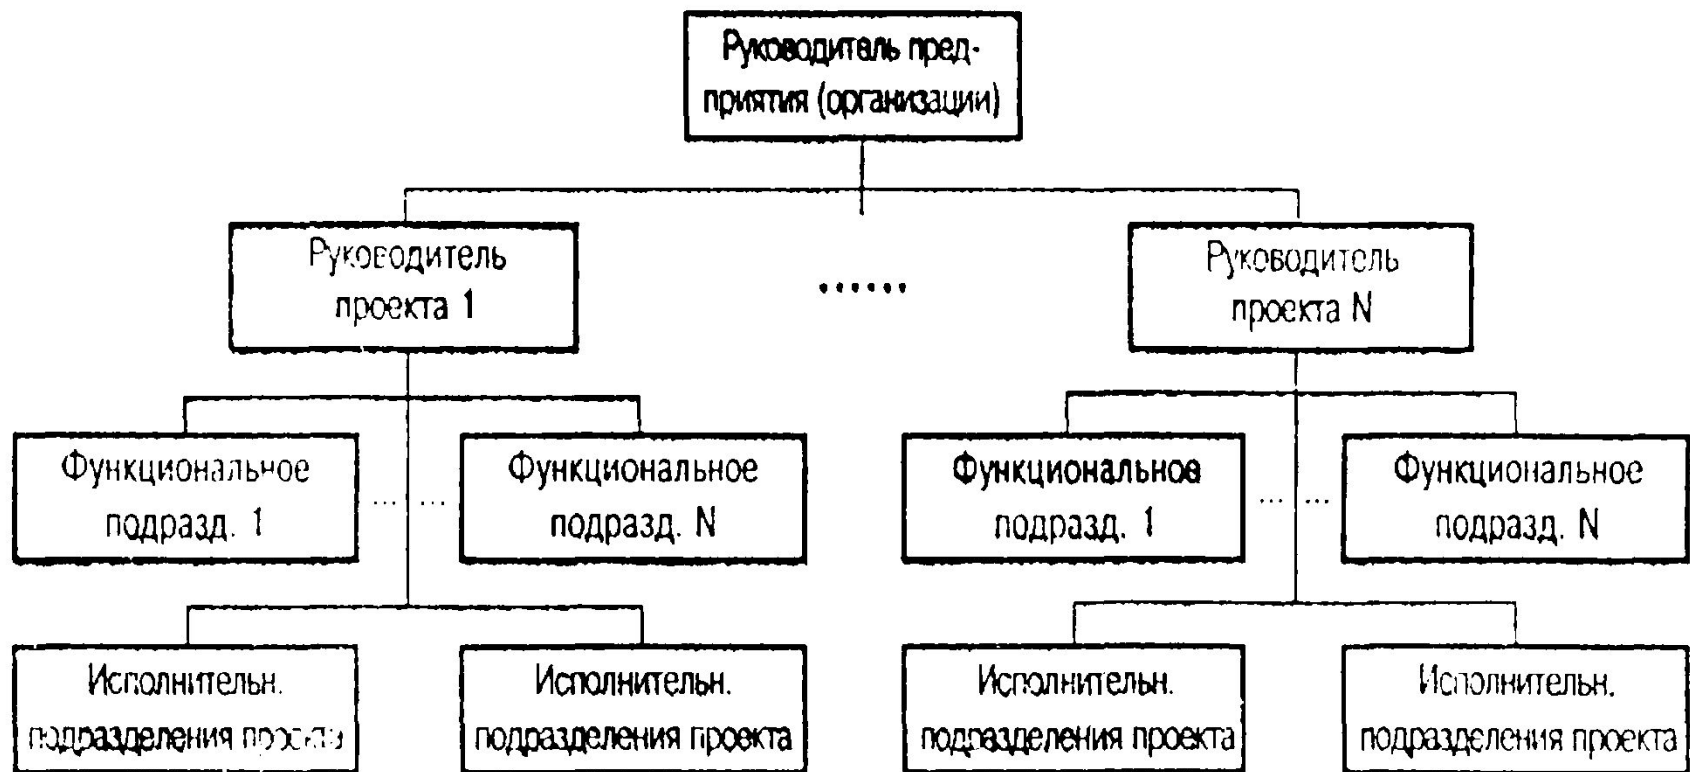 Руководитель пред-
приятия (организации)
Руководитель
проекта 1
......
Руководитель
проекта N
Функциональное
подразд. 1
... ...
Функциональное
подразд. N
Функциональное
подразд. 1
... ...
Функциональное
подразд. N
Исполнительн.
подразделения проекта
Исполнительн.
подразделения проекта
Исполнительн.
подразделения проекта
Исполнительн.
подразделения проекта